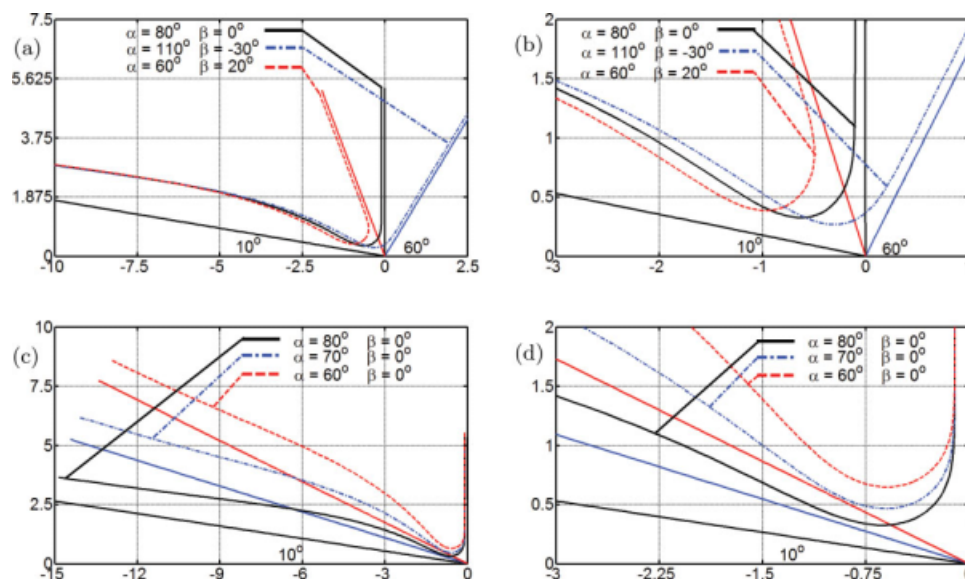 (a)
7.5
5.625
3.75
1.875
0
α = 80° β = 0°
α = 110° β = -30°
α = 60° β = 20°
10°
60°
-10 -7.5 -5 -2.5 0 2.5
(b)
2
1.5
1
0.5
0
α = 80° β = 0°
α = 110° β = -30°
α = 60° β = 20°
10°
60°
-3 -2 -1 0
(c)
10
7.5
5
2.5
0
α = 80° β = 0°
α = 70° β = 0°
α = 60° β = 0°
10°
-15 -12 -9 -6 -3 0
(d)
2
1.5
1
0.5
0
α = 80° β = 0°
α = 70° β = 0°
α = 60° β = 0°
10°
-3 -2.25 -1.5 -0.75